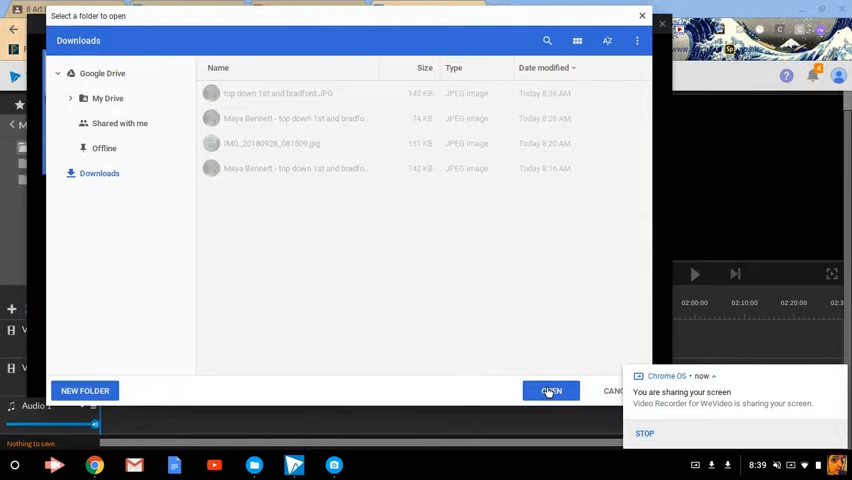 8 Art
Select a folder to open
Downloads
Name Size Type Date modified
Google Drive
My Drive
Shared with me
Offline
Downloads
top down 1st and bradford.JPG 142 KB JPEG image Today 8:36 AM
Maya Bennett - top down 1st and bradfo.. 74 KB JPEG image Today 8:26 AM
IMG_20180928_081509.jpg 151 KB JPEG image Today 8:20 AM
Maya Bennett - top down 1st and bradfo.. 142 KB JPEG image Today 8:16 AM
4
02:00:00 02:10:00 02:20:00
NEW FOLDER
Chrome OS • now
You are sharing your screen
Video Recorder for WeVideo is sharing your screen.
STOP
Audio 1
Nothing to save.
8:39